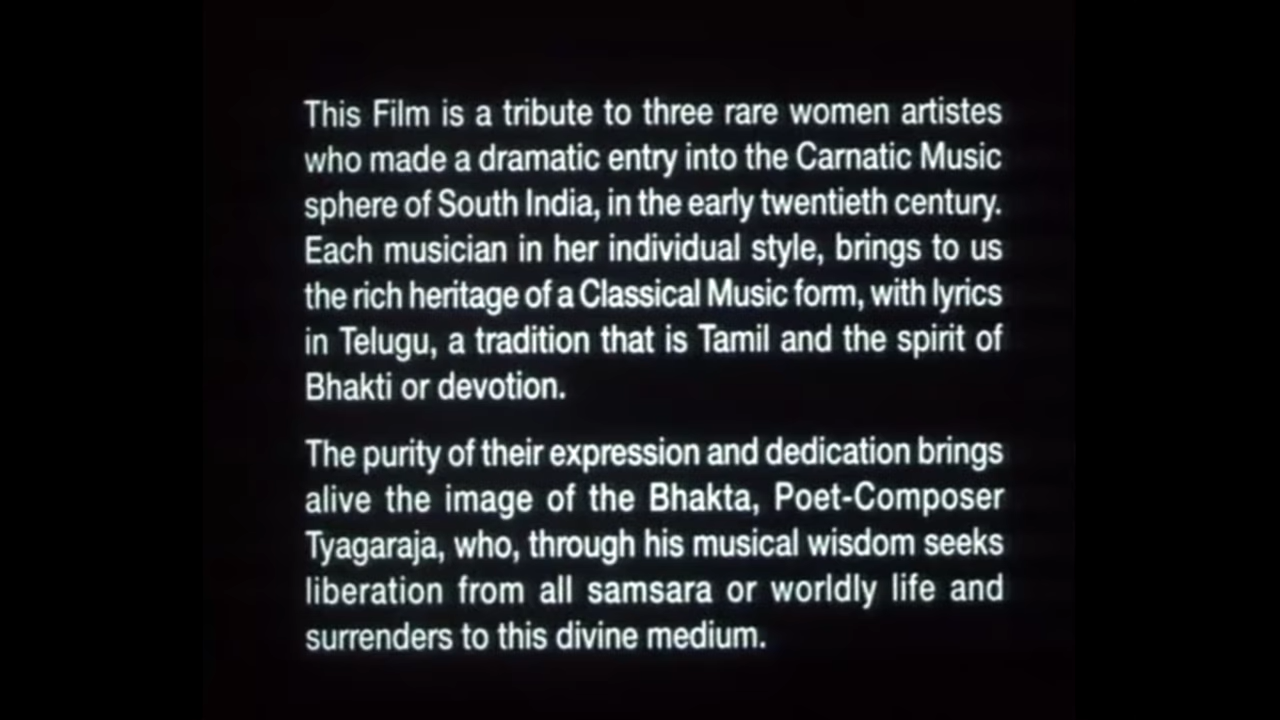 This Film is a tribute to three rare women artistes
who made a dramatic entry into the Carnatic Music
sphere of South India, in the early twentieth century.
Each musician in her individual style, brings to us
the rich heritage of a Classical Music form, with lyrics
in Telugu, a tradition that is Tamil and the spirit of
Bhakti or devotion.
The purity of their expression and dedication brings
alive the image of the Bhakta, Poet-Composer
Tyagaraja, who, through his musical wisdom seeks
liberation from all samsara or worldly life and
surrenders to this divine medium.